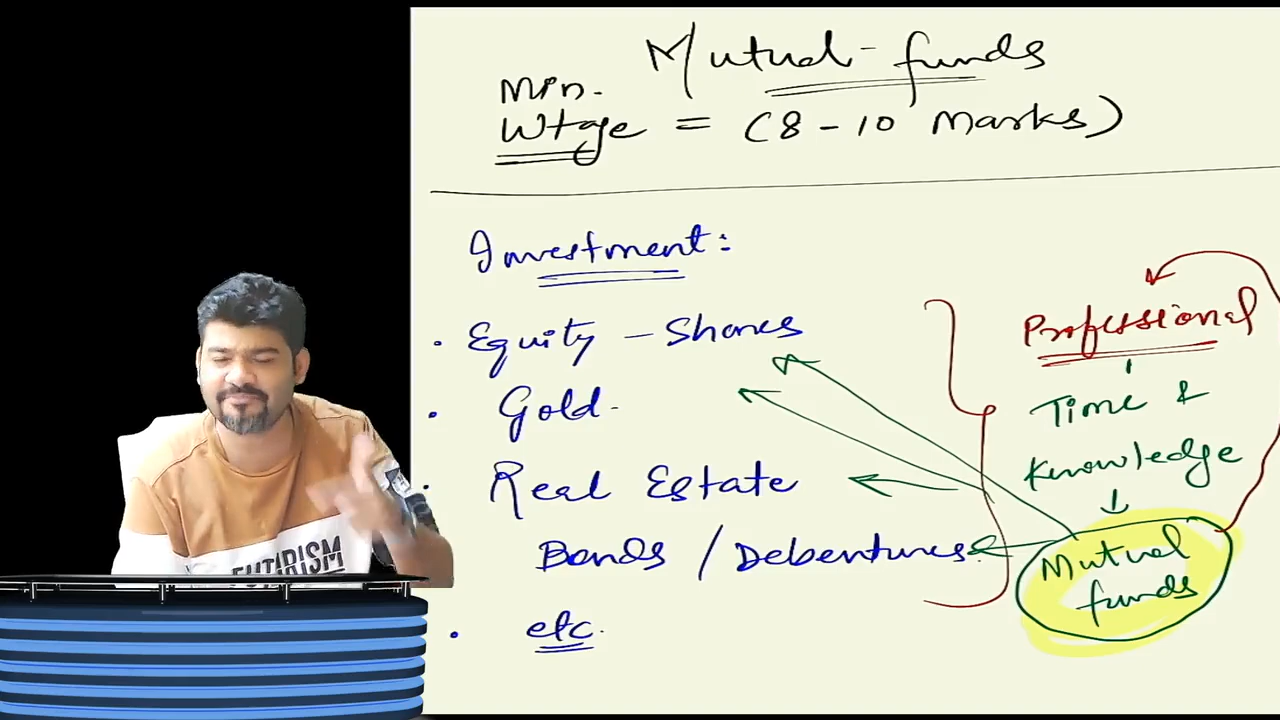 Mutual-funds
Min.
Wtage = (8-10 Marks)
Investment:
• Equity - Shares
• Gold.
• Real Estate
Bonds / Debentures.
• etc.
Professional
Time &
Knowledge
Mutual
funds
FUTURISM